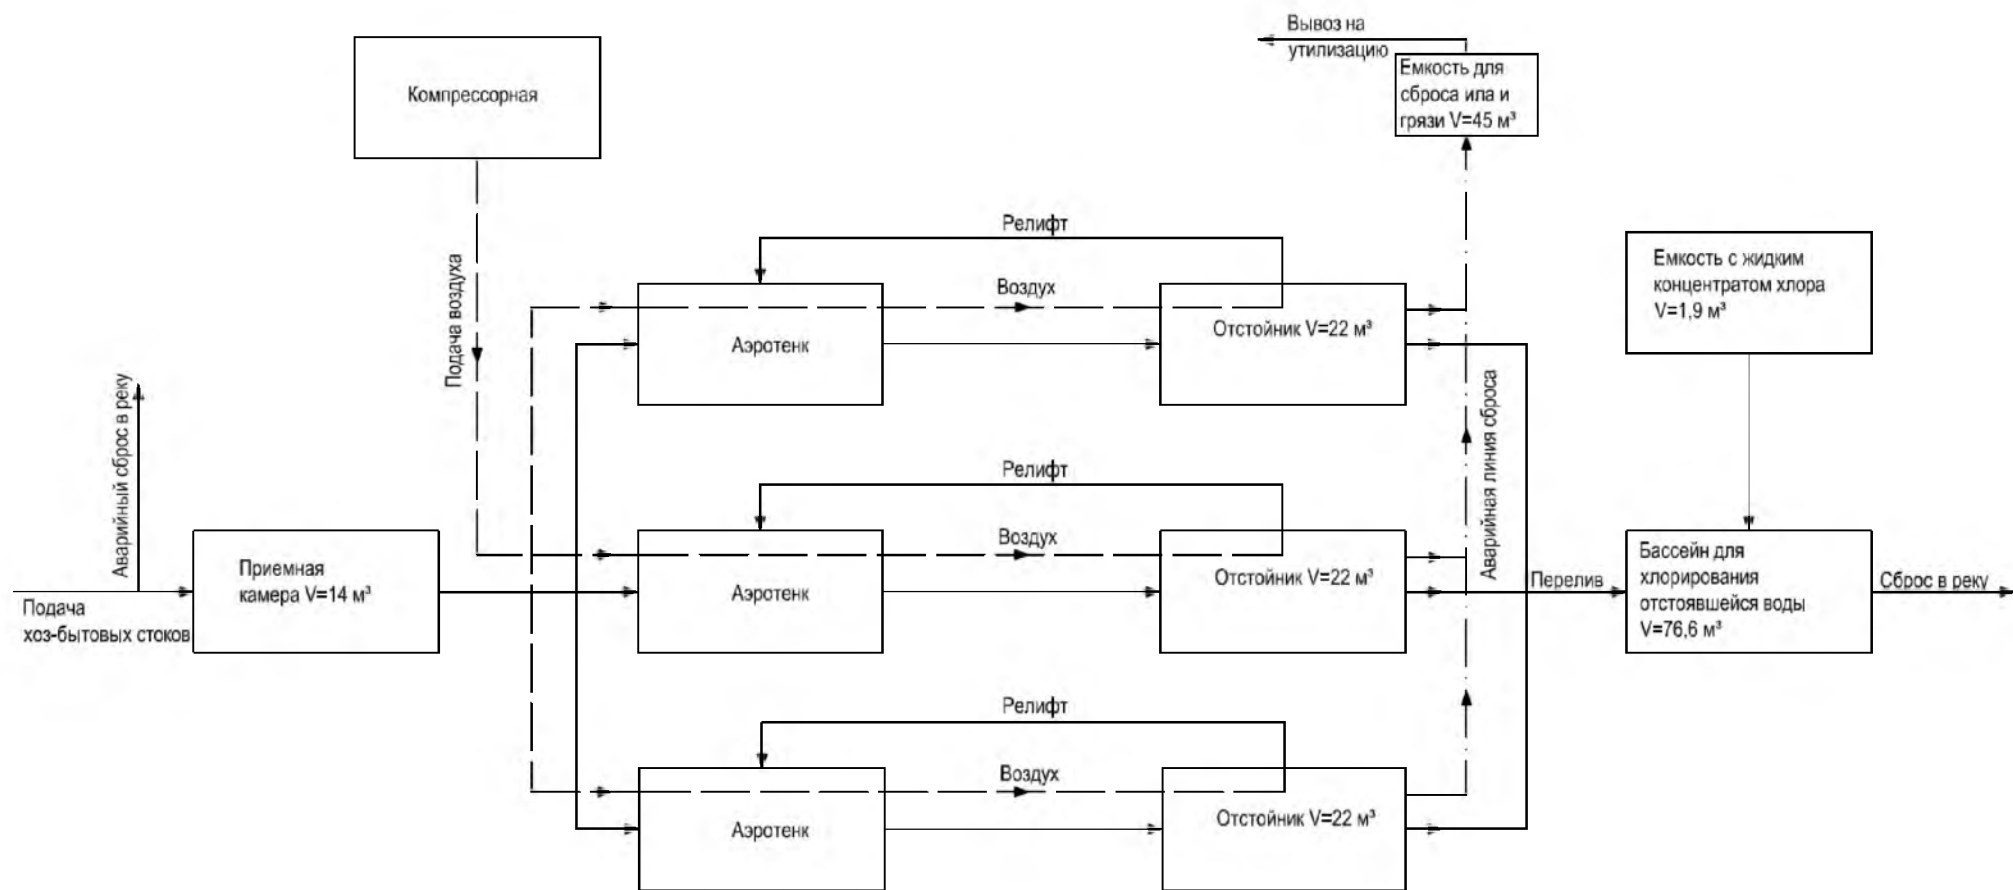 Вывоз на
утилизацию
Компрессорная
Емкость для
сброса ила и
грязи V=45 м³
Релифт
Подача воздуха
Воздух
Аэротенк
Отстойник V=22 м³
Емкость с жидким
концентратом хлора
V=1,9 м³
Аварийный сброс в реку
Релифт
Аварийная линия сброса
Воздух
Приемная
камера V=14 м³
Аэротенк
Отстойник V=22 м³
Перелив
Бассейн для
хлорирования
отстоявшейся воды
V=76,6 м³
Сброс в реку
Подача
хоз-бытовых стоков
Релифт
Воздух
Аэротенк
Отстойник V=22 м³